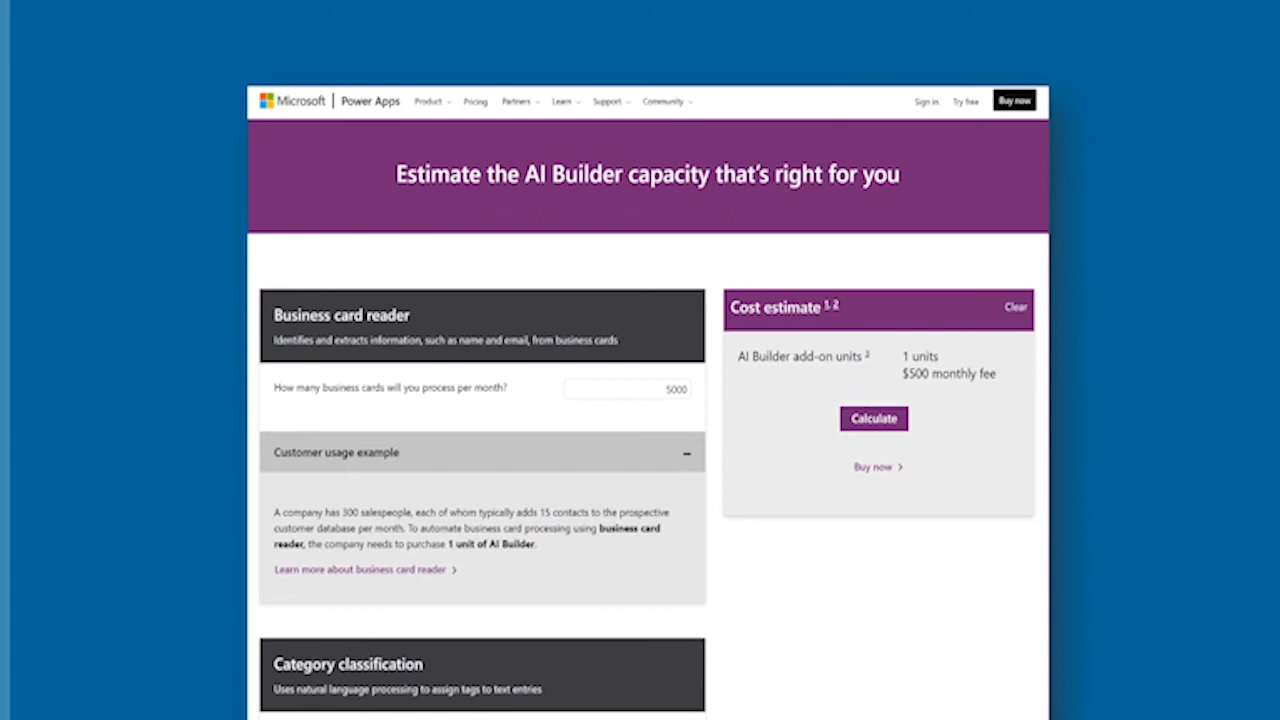 Microsoft | Power Apps Product Pricing Partners Learn Support Community Sign in Try free Buy now
Estimate the AI Builder capacity that's right for you
Business card reader
Identifies and extracts information, such as name and email, from business cards
How many business cards will you process per month? 5000
Customer usage example
A company has 300 salespeople, each of whom typically adds 15 contacts to the prospective
customer database per month. To automate business card processing using business card
reader, the company needs to purchase 1 unit of AI Builder.
Learn more about business card reader >
Category classification
Uses natural language processing to assign tags to text entries
Cost estimate 1, 2 Clear
AI Builder add-on units 3 1 units
$500 monthly fee
Calculate
Buy now >